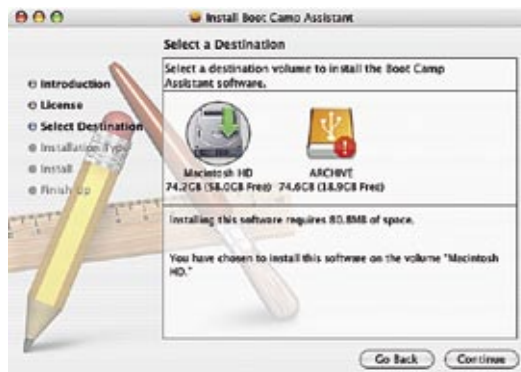 Install Boot Camp Assistant
Select a Destination
Introduction
License
Select Destination
Installation Type
Install
Finish Up
Select a destination volume to install the Boot Camp
Assistant software.
Macintosh HD
74.2GB (58.0GB Free)
ARCHIVE
74.6GB (18.9GB Free)
Installing this software requires 80.8MB of space.
You have chosen to install this software on the volume "Macintosh
HD."
Go Back
Continue